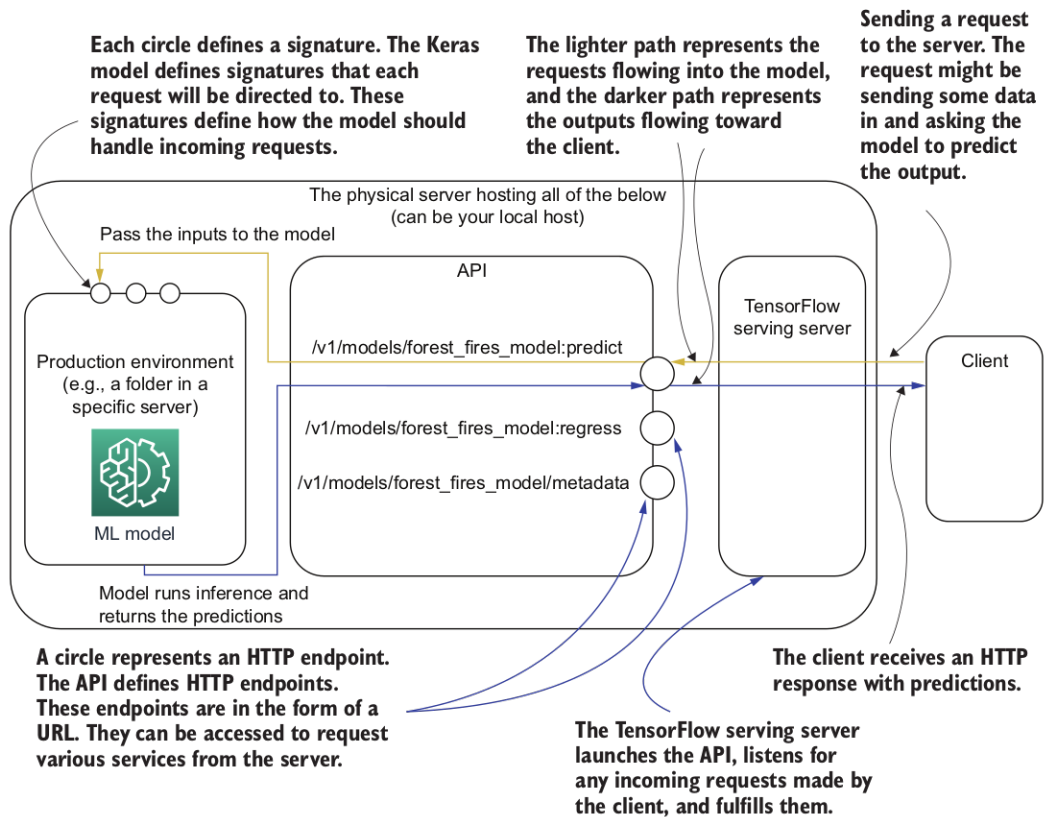 Each circle defines a signature. The Keras
model defines signatures that each
request will be directed to. These
signatures define how the model should
handle incoming requests.
The lighter path represents the
requests flowing into the model,
and the darker path represents
the outputs flowing toward
the client.
Sending a request
to the server. The
request might be
sending some data
in and asking the
model to predict
the output.
The physical server hosting all of the below
(can be your local host)
Pass the inputs to the model
API
TensorFlow
serving server
Client
Production environment
(e.g., a folder in a
specific server)
ML model
/v1/models/forest_fires_model:predict
/v1/models/forest_fires_model:regress
/v1/models/forest_fires_model/metadata
Model runs inference and
returns the predictions
A circle represents an HTTP endpoint.
The API defines HTTP endpoints.
These endpoints are in the form of a
URL. They can be accessed to request
various services from the server.
The TensorFlow serving server
launches the API, listens for
any incoming requests made by
the client, and fulfills them.
The client receives an HTTP
response with predictions.